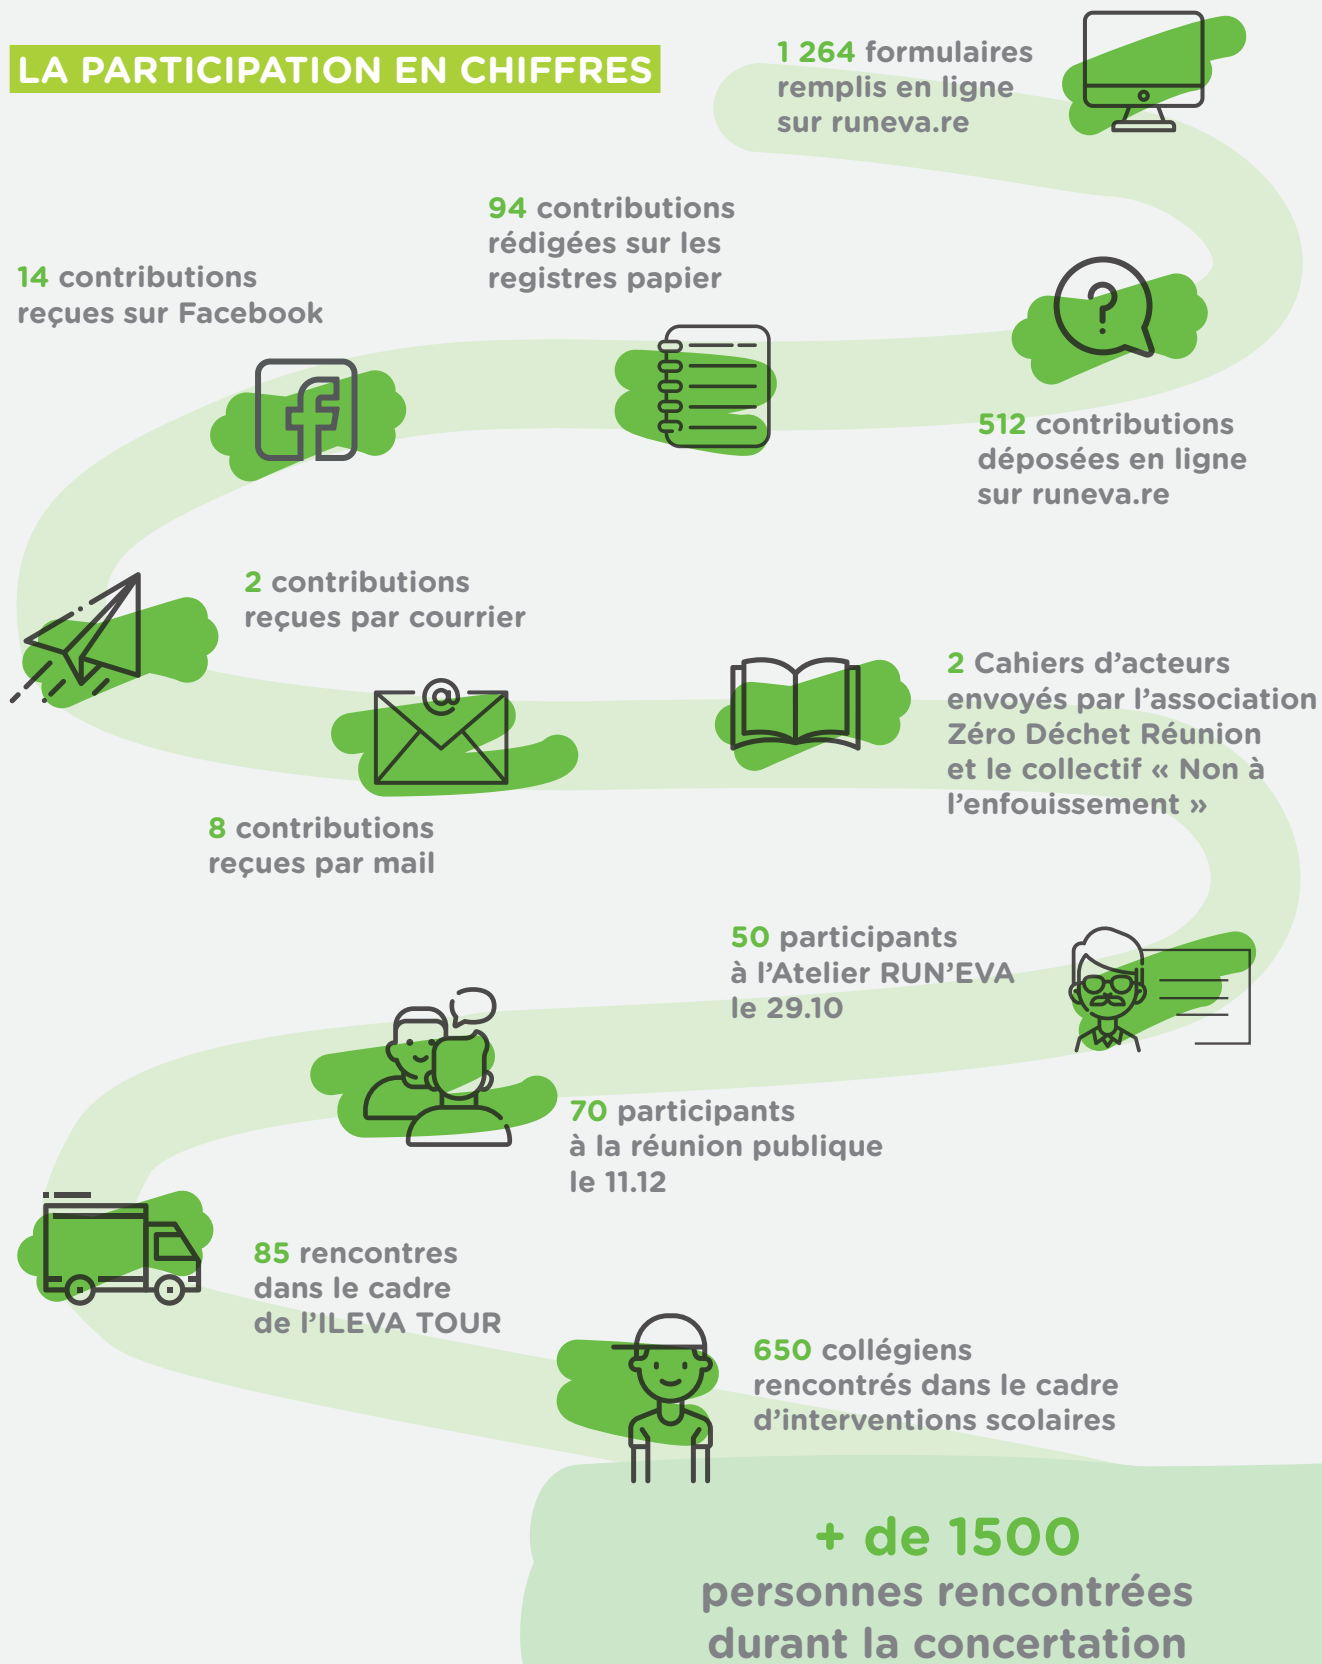 LA PARTICIPATION EN CHIFFRES
1 264 formulaires
remplis en ligne
sur runeva.re
94 contributions
rédigées sur les
registres papier
14 contributions
reçues sur Facebook
?
f
512 contributions
déposées en ligne
sur runeva.re
2 contributions
reçues par courrier
@
2 Cahiers d’acteurs
envoyés par l’association
Zéro Déchet Réunion
et le collectif « Non à
l’enfouissement »
8 contributions
reçues par mail
50 participants
à l’Atelier RUN’EVA
le 29.10
70 participants
à la réunion publique
le 11.12
85 rencontres
dans le cadre
de l’ILEVA TOUR
650 collégiens
rencontrés dans le cadre
d’interventions scolaires
+ de 1500
personnes rencontrées
durant la concertation